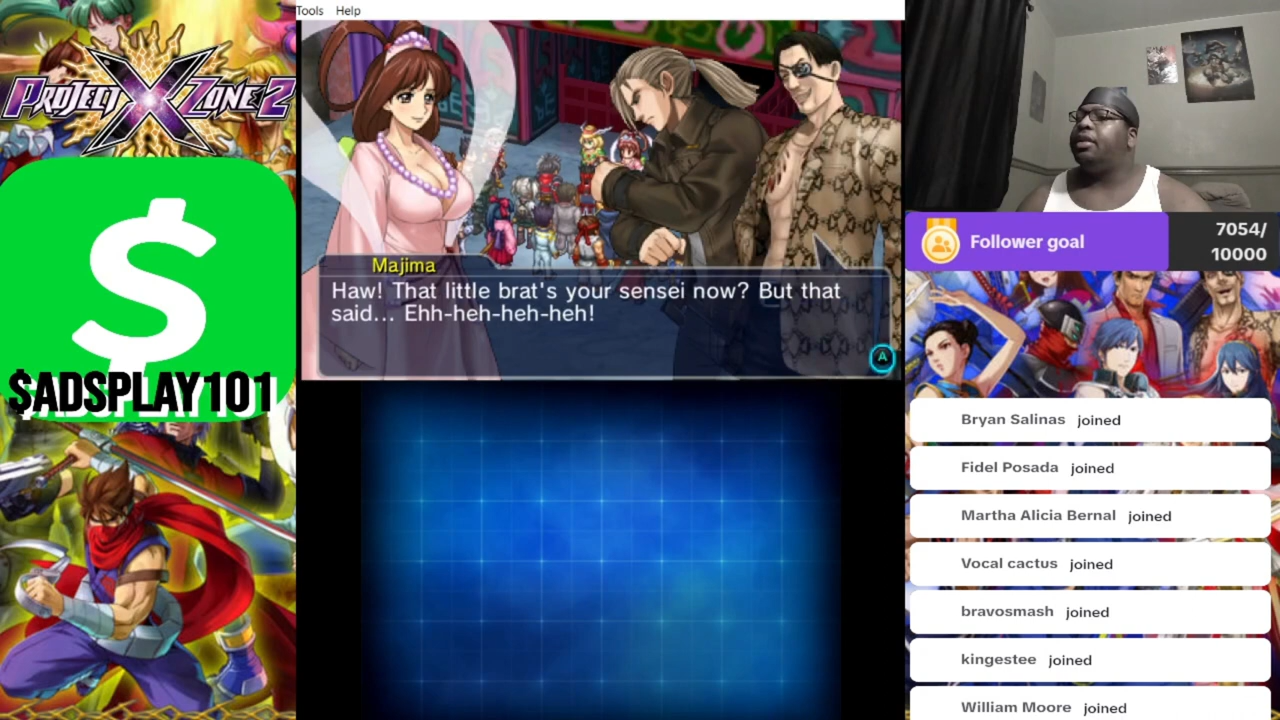 Tools Help
PROJECT X ZONE 2
$
$ADSPLAY101
Majima
Haw! That little brat's your sensei now? But that
said... Ehh-heh-heh-heh!
A
Follower goal
7054/
10000
Bryan Salinas joined
Fidel Posada joined
Martha Alicia Bernal joined
Vocal cactus joined
bravosmash joined
kingestee joined
William Moore joined